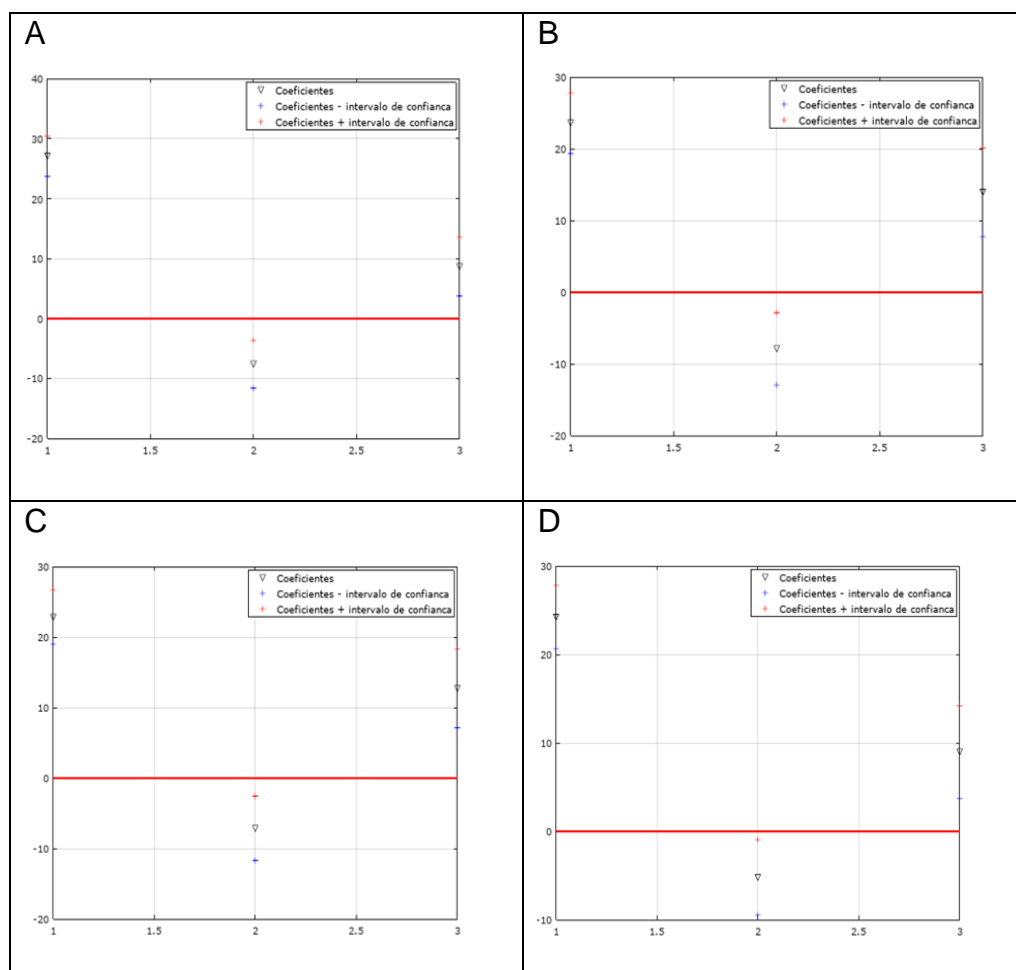 A
40
30
20
10
0
-10
-20
1
1.5
2
2.5
3
Coeficientes
Coeficientes - intervalo de confianca
Coeficientes + intervalo de confianca
B
30
20
10
0
-10
-20
1
1.5
2
2.5
3
Coeficientes
Coeficientes - intervalo de confianca
Coeficientes + intervalo de confianca
C
30
20
10
0
-10
-20
1
1.5
2
2.5
3
Coeficientes
Coeficientes - intervalo de confianca
Coeficientes + intervalo de confianca
D
30
20
10
0
-10
1
1.5
2
2.5
3
Coeficientes
Coeficientes - intervalo de confianca
Coeficientes + intervalo de confianca